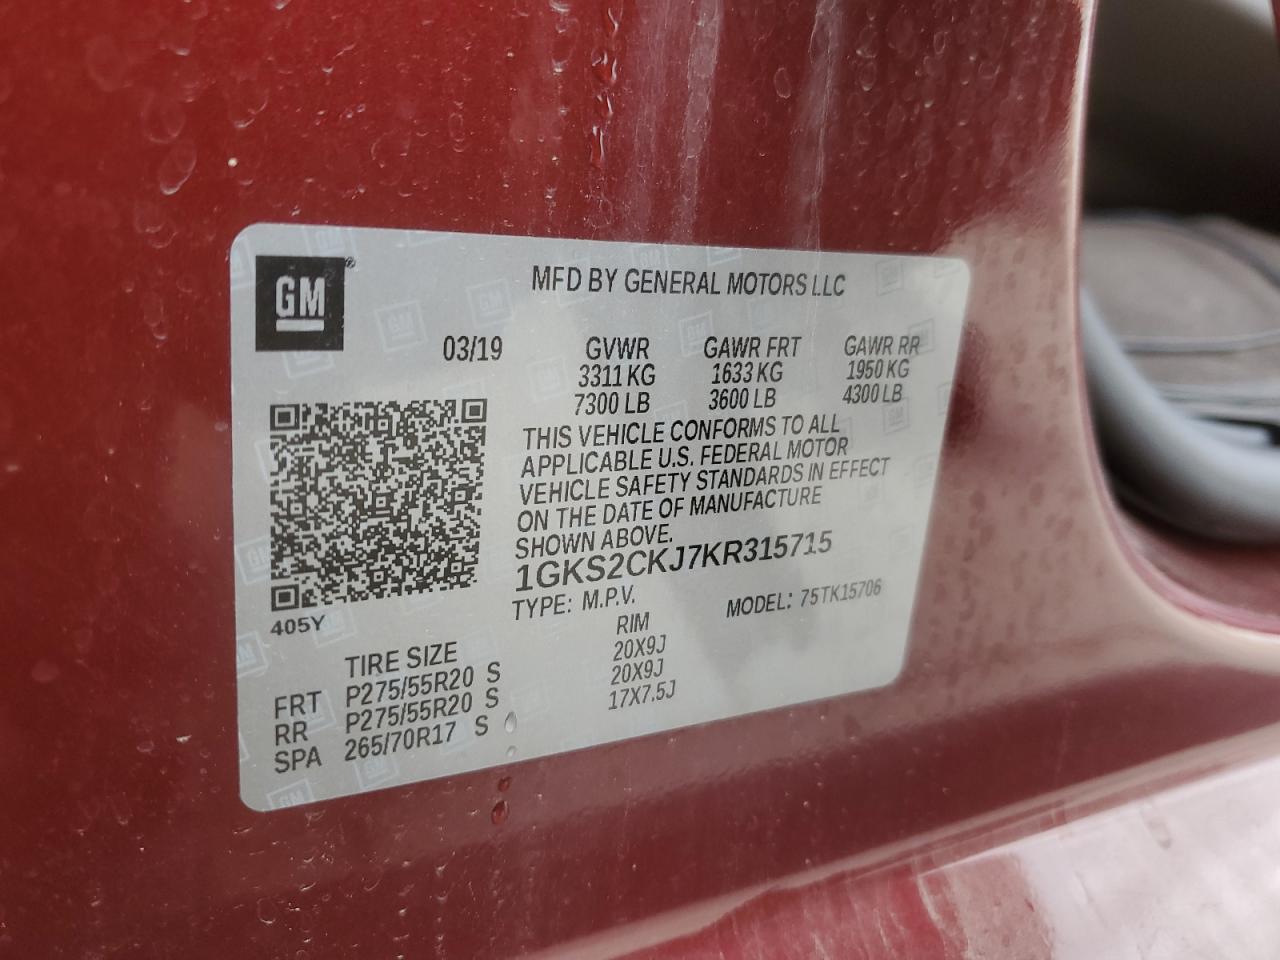 GM®
MFD BY GENERAL MOTORS LLC
03/19 GVWR GAWR FRT GAWR RR
3311 KG 1633 KG 1950 KG
7300 LB 3600 LB 4300 LB
THIS VEHICLE CONFORMS TO ALL
APPLICABLE U.S. FEDERAL MOTOR
VEHICLE SAFETY STANDARDS IN EFFECT
ON THE DATE OF MANUFACTURE
SHOWN ABOVE.
1GKS2CKJ7KR315715
TYPE: M.P.V. MODEL: 75TK15706
405Y
TIRE SIZE RIM
FRT P275/55R20 S 20X9J
RR P275/55R20 S 20X9J
SPA 265/70R17 S 17X7.5J